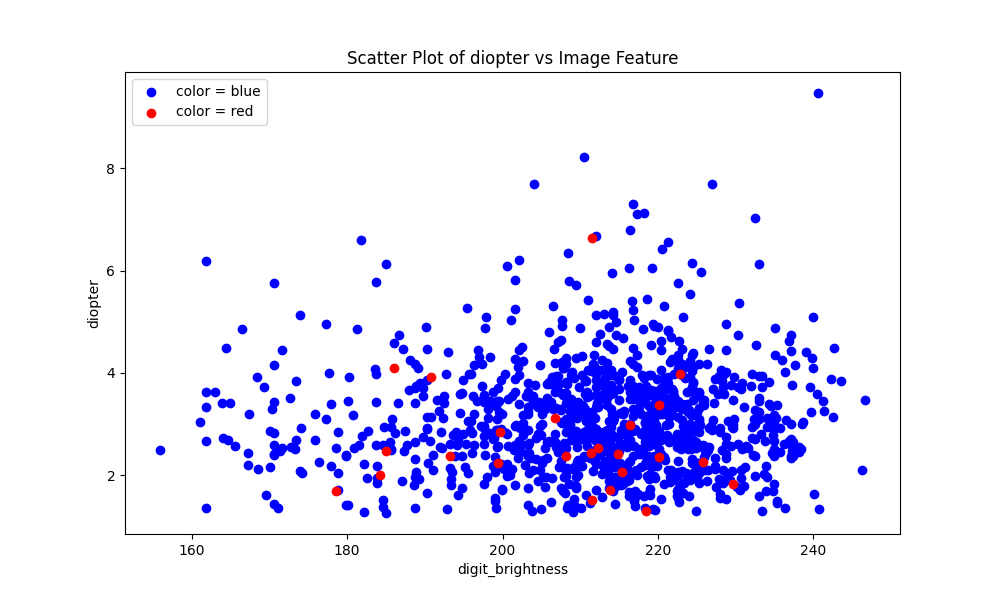 Scatter Plot of diopter vs Image Feature
color = blue
color = red
8
6
4
2
diopter
160 180 200 220 240
digit_brightness